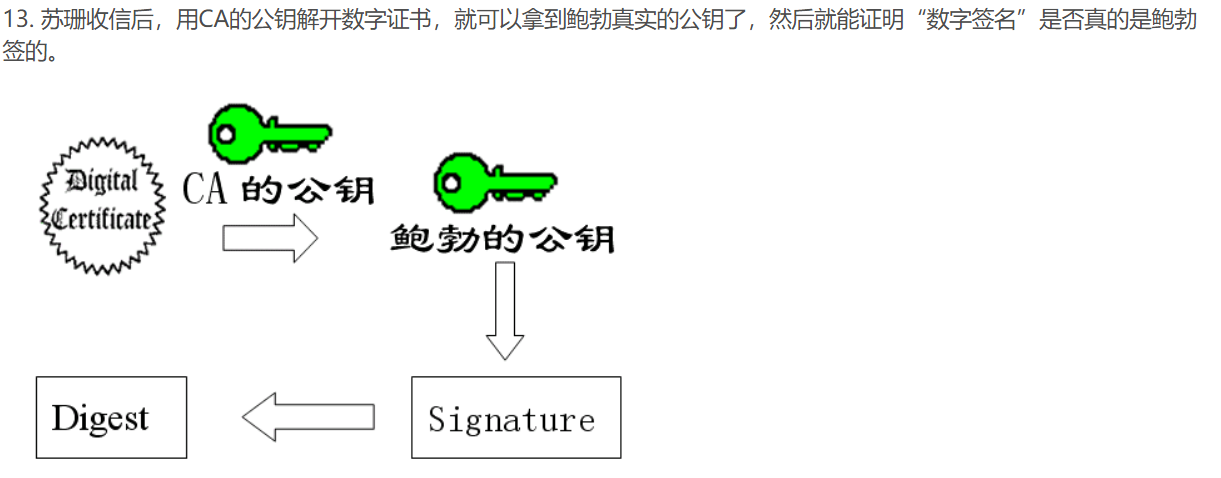 13. 苏珊收信后，用CA的公钥解开数字证书，就可以拿到鲍勃真实的公钥了，然后就能证明“数字签名”是否真的是鲍勃
签的。
Digital
Certificate
CA 的公钥
鲍勃的公钥
Digest
Signature